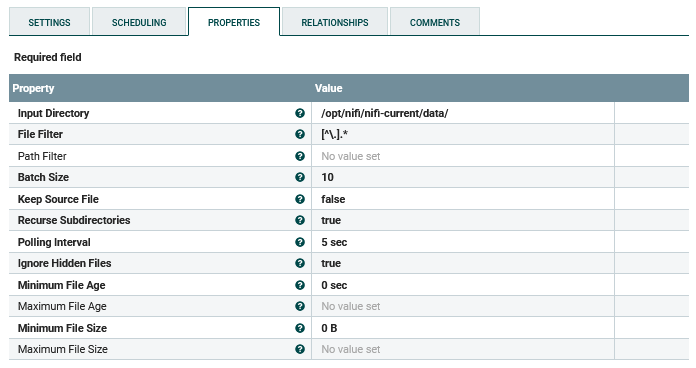 SETTINGS SCHEDULING PROPERTIES RELATIONSHIPS COMMENTS
Required field
Property Value
Input Directory /opt/nifi/nifi-current/data/
File Filter [^\.].*
Path Filter No value set
Batch Size 10
Keep Source File false
Recurse Subdirectories true
Polling Interval 5 sec
Ignore Hidden Files true
Minimum File Age 0 sec
Maximum File Age No value set
Minimum File Size 0 B
Maximum File Size No value set